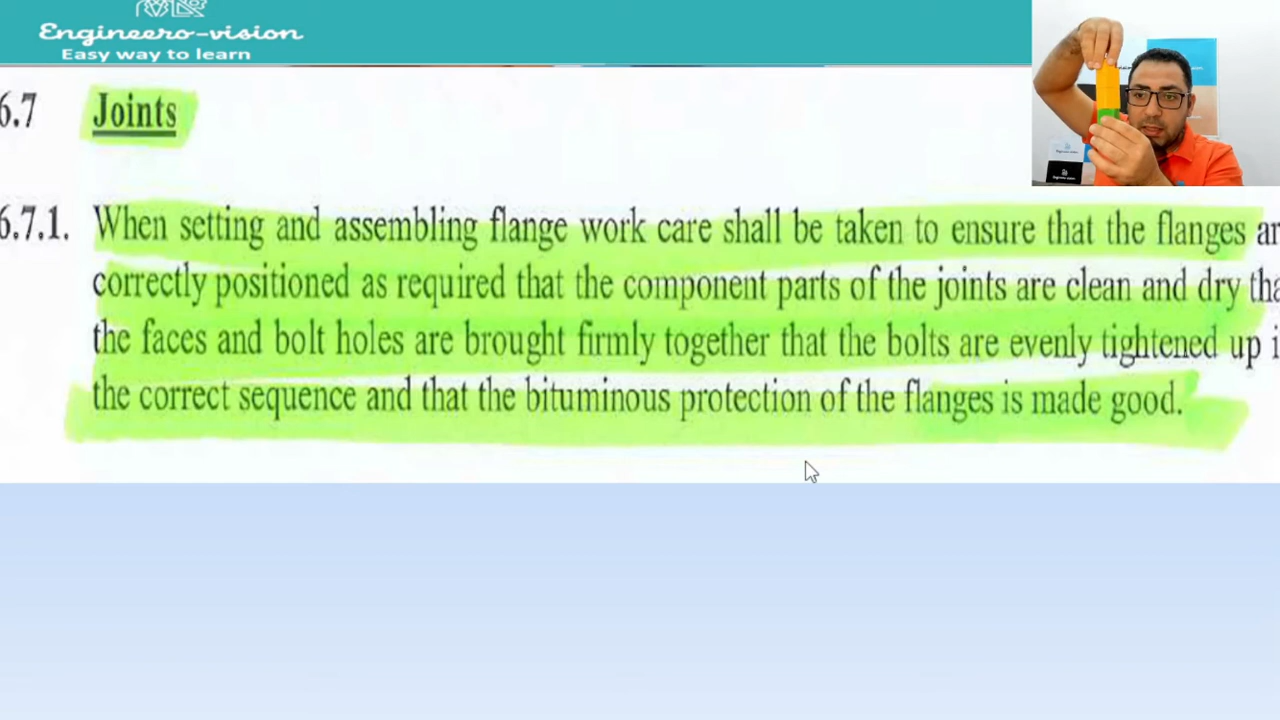 Engineero-vision
Easy way to learn
6.7 Joints
6.7.1. When setting and assembling flange work care shall be taken to ensure that the flanges
correctly positioned as required that the component parts of the joints are clean and dry
the faces and bolt holes are brought firmly together that the bolts are evenly tightened up
the correct sequence and that the bituminous protection of the flanges is made good.